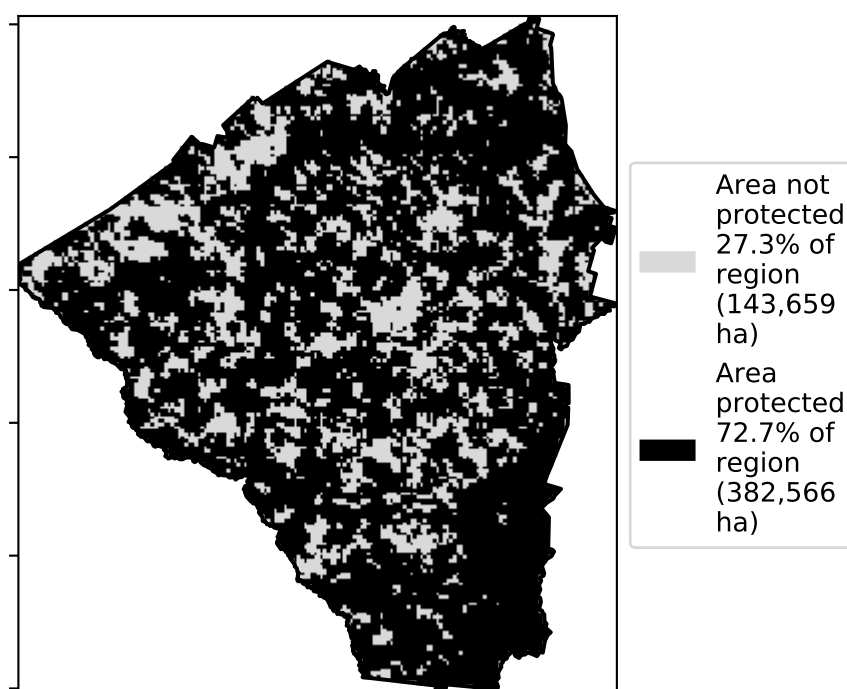 Area not
protected
27.3% of
region
(143,659
ha)
Area
protected
72.7% of
region
(382,566
ha)